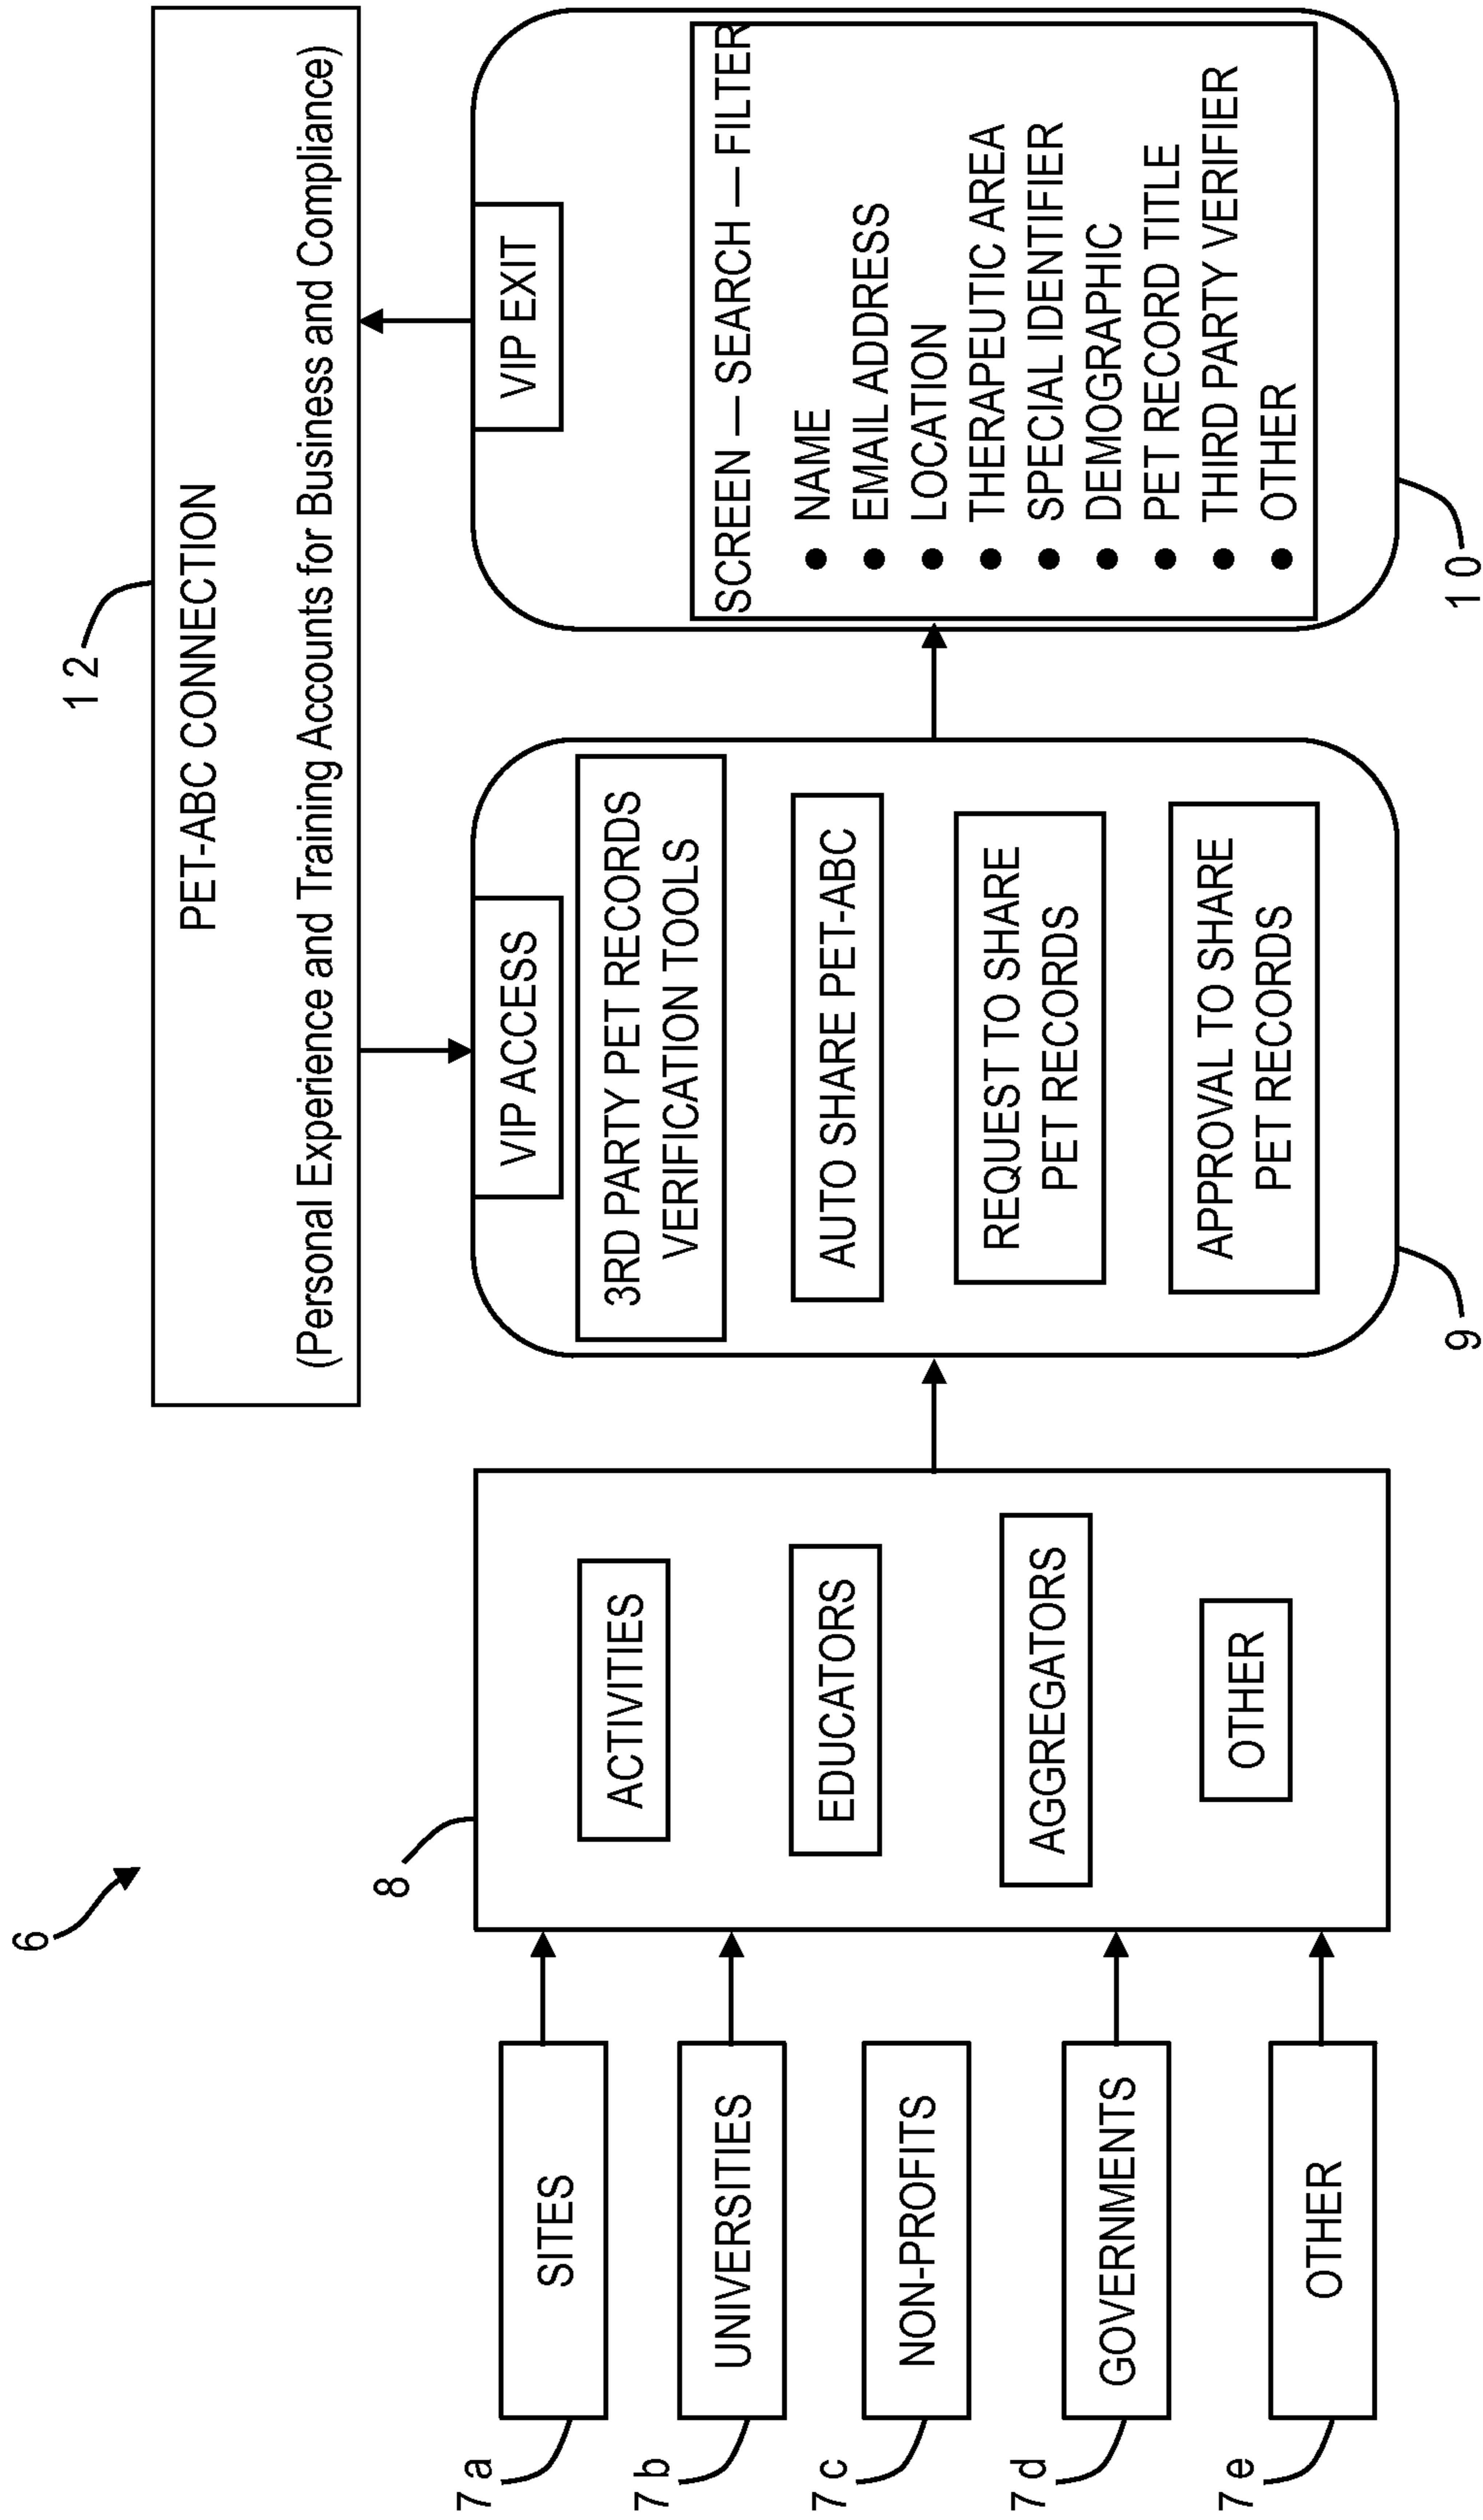 6
12
PET-ABC CONNECTION
(Personal Experience and Training Accounts for Business and Compliance)
7a
SITES
7b
UNIVERSITIES
7c
NON-PROFITS
7d
GOVERNMENTS
7e
OTHER
8
ACTIVITIES
EDUCATORS
AGGREGATORS
OTHER
VIP ACCESS
3RD PARTY PET RECORDS
VERIFICATION TOOLS
AUTO SHARE PET-ABC
REQUEST TO SHARE
PET RECORDS
APPROVAL TO SHARE
PET RECORDS
9
VIP EXIT
SCREEN — SEARCH — FILTER
● NAME
● EMAIL ADDRESS
● LOCATION
● THERAPEUTIC AREA
● SPECIAL IDENTIFIER
● DEMOGRAPHIC
● PET RECORD TITLE
● THIRD PARTY VERIFIER
● OTHER
10